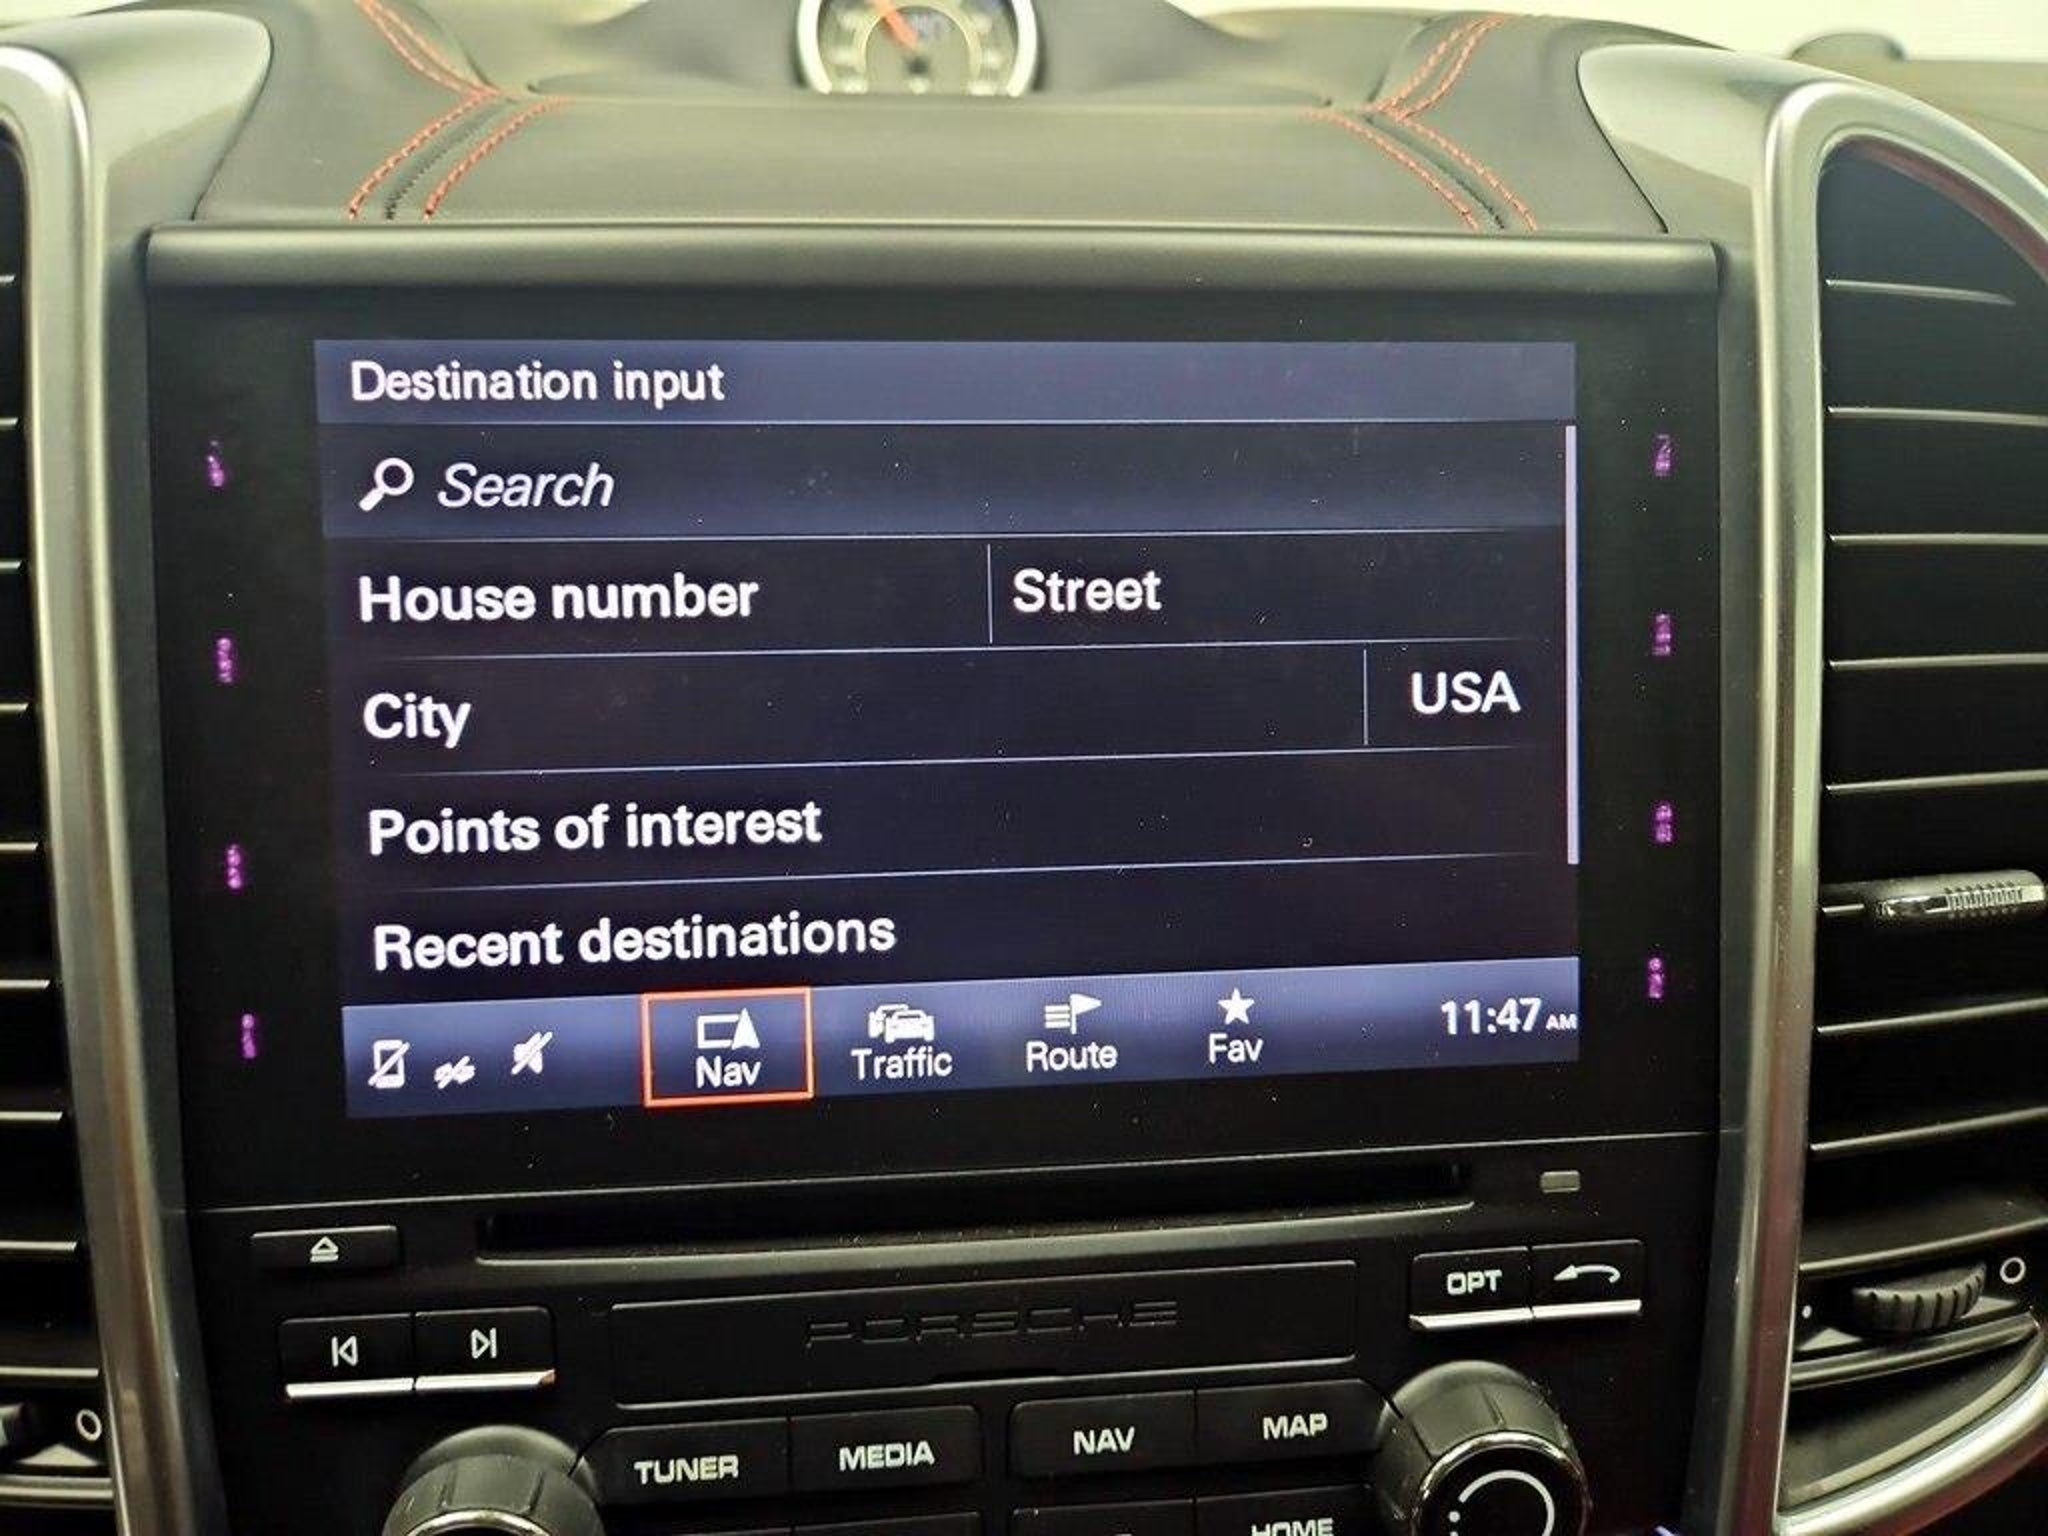 Destination input
Search
House number Street
City USA
Points of interest
Recent destinations
Nav Traffic Route Fav 11:47 AM
OPT
PORSCHE
TUNER MEDIA NAV MAP
HOME